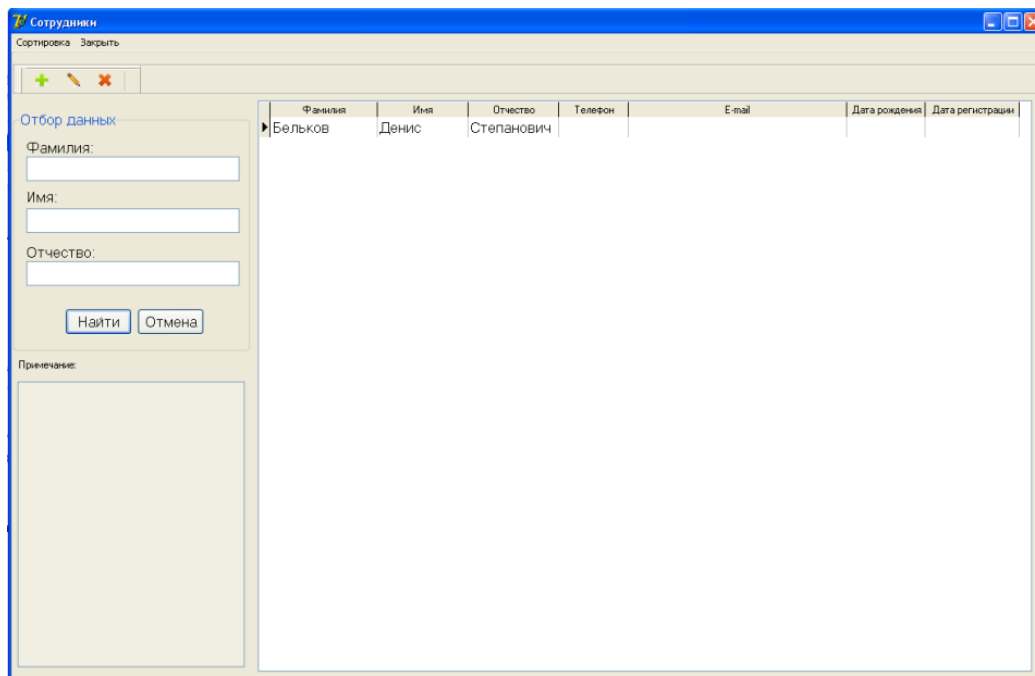 Сотрудники
Сортировка Закрыть
Отбор данных
Фамилия:
Имя:
Отчество:
Найти Отмена
Примечание:
Фамилия Имя Отчество Телефон E-mail Дата рождения Дата регистрации
Бельков Денис Степанович